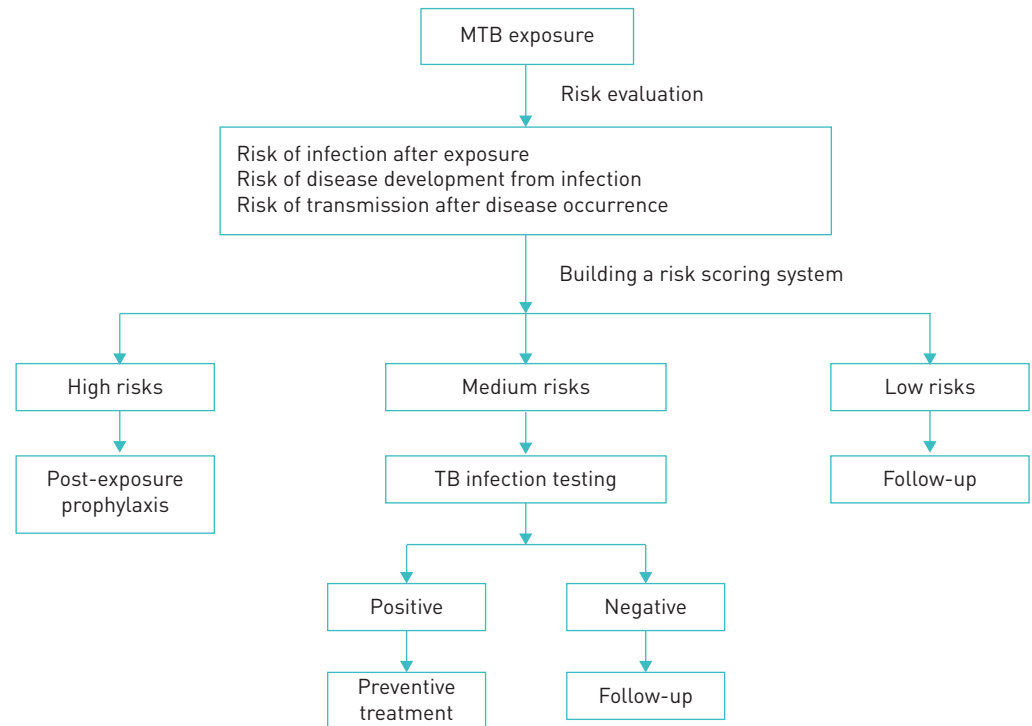 MTB exposure
Risk evaluation
Risk of infection after exposure
Risk of disease development from infection
Risk of transmission after disease occurrence
Building a risk scoring system
High risks
Medium risks
Low risks
Post-exposure
prophylaxis
TB infection testing
Follow-up
Positive
Negative
Preventive
treatment
Follow-up